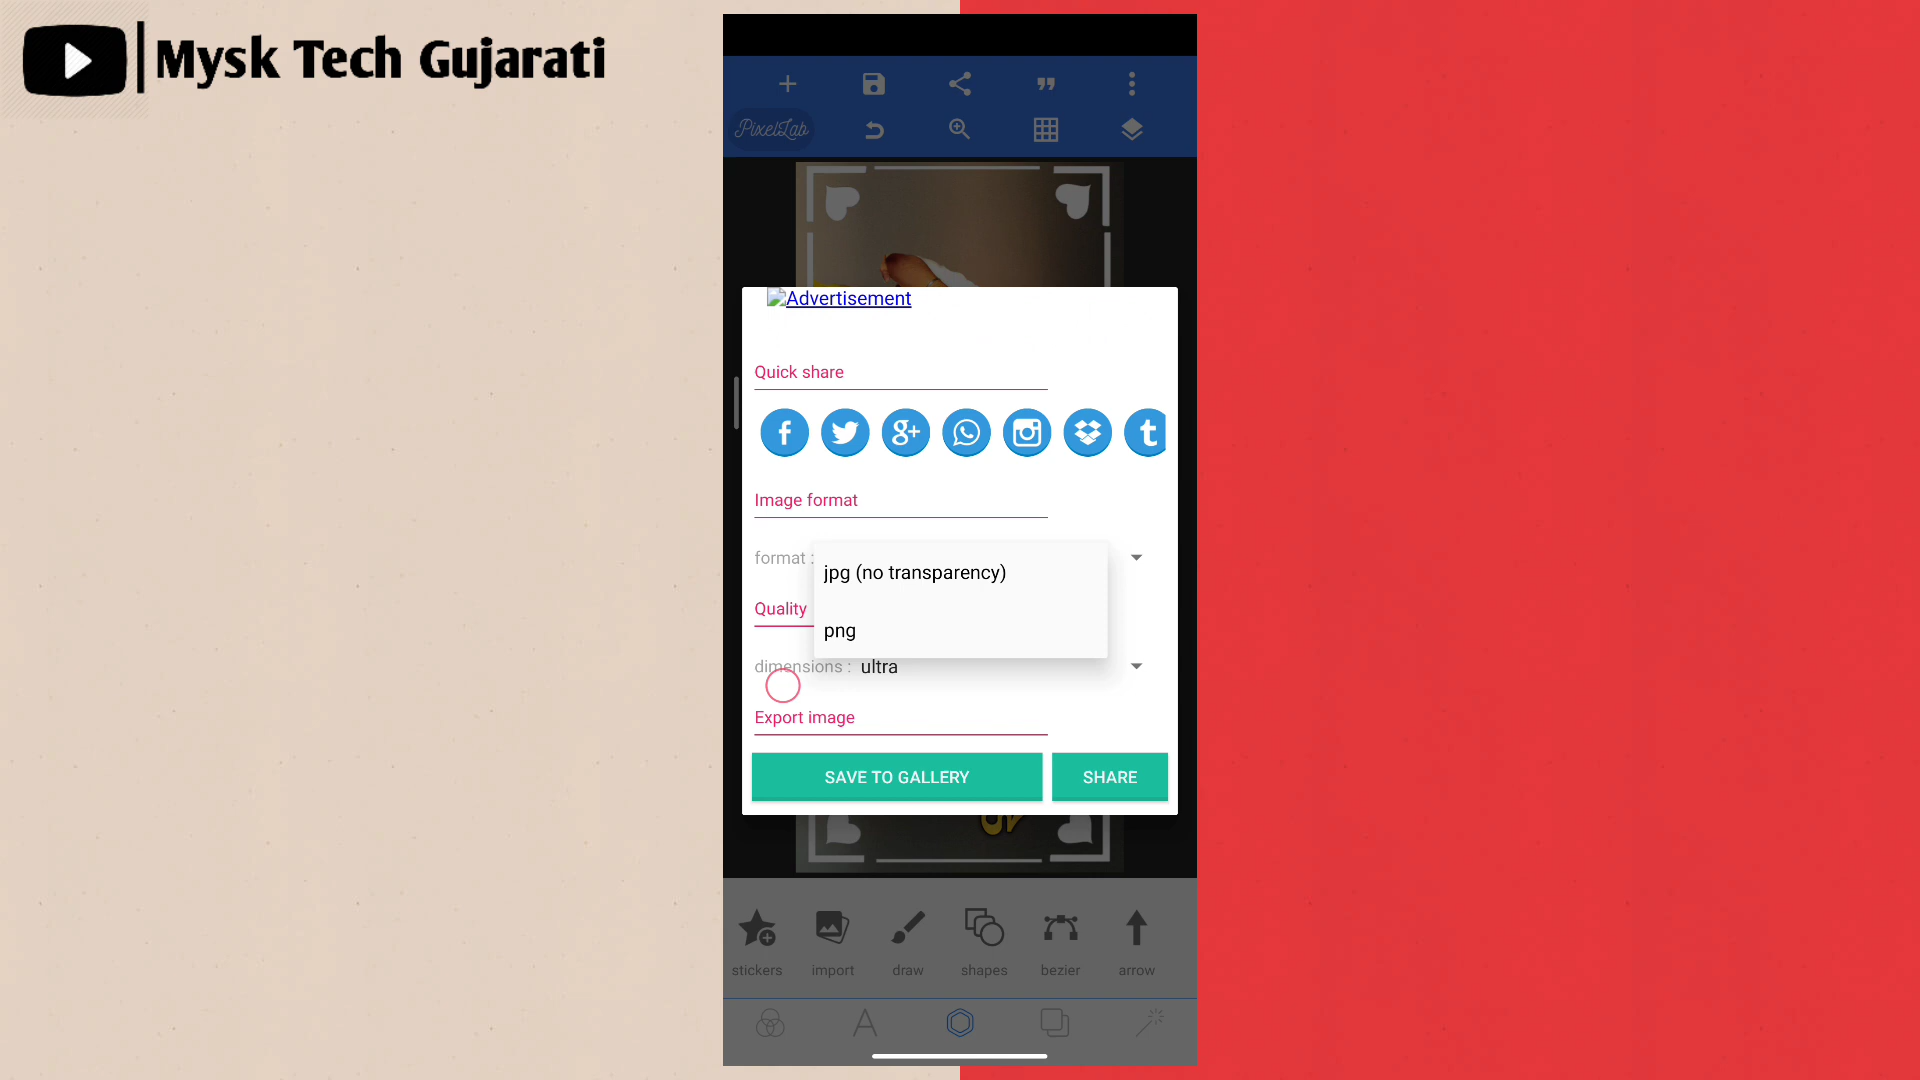 Mysk Tech Gujarati
PixelLab
Advertisement
Quick share
Image format
format :
jpg (no transparency)
Quality
png
dimensions : ultra
Export image
SAVE TO GALLERY
SHARE
stickers
import
draw
shapes
bezier
arrow